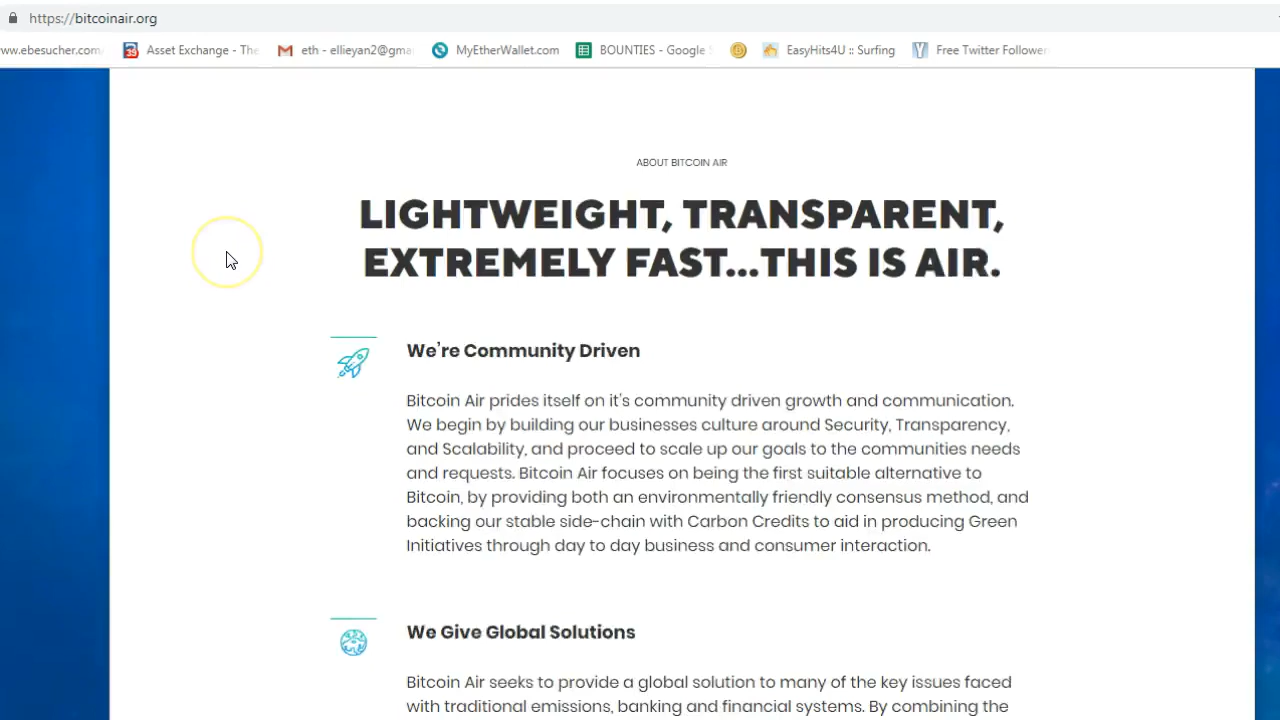 https://bitcoinair.org
ww.ebesucher.com/ Asset Exchange - The eth - ellieyan2@gma MyEtherWallet.com BOUNTIES - Google EasyHits4U :: Surfing Free Twitter Follower
ABOUT BITCOIN AIR
LIGHTWEIGHT, TRANSPARENT,
EXTREMELY FAST...THIS IS AIR.
We’re Community Driven
Bitcoin Air prides itself on it's community driven growth and communication.
We begin by building our businesses culture around Security, Transparency,
and Scalability, and proceed to scale up our goals to the communities needs
and requests. Bitcoin Air focuses on being the first suitable alternative to
Bitcoin, by providing both an environmentally friendly consensus method, and
backing our stable side-chain with Carbon Credits to aid in producing Green
Initiatives through day to day business and consumer interaction.
We Give Global Solutions
Bitcoin Air seeks to provide a global solution to many of the key issues faced
with traditional emissions, banking and financial systems. By combining the